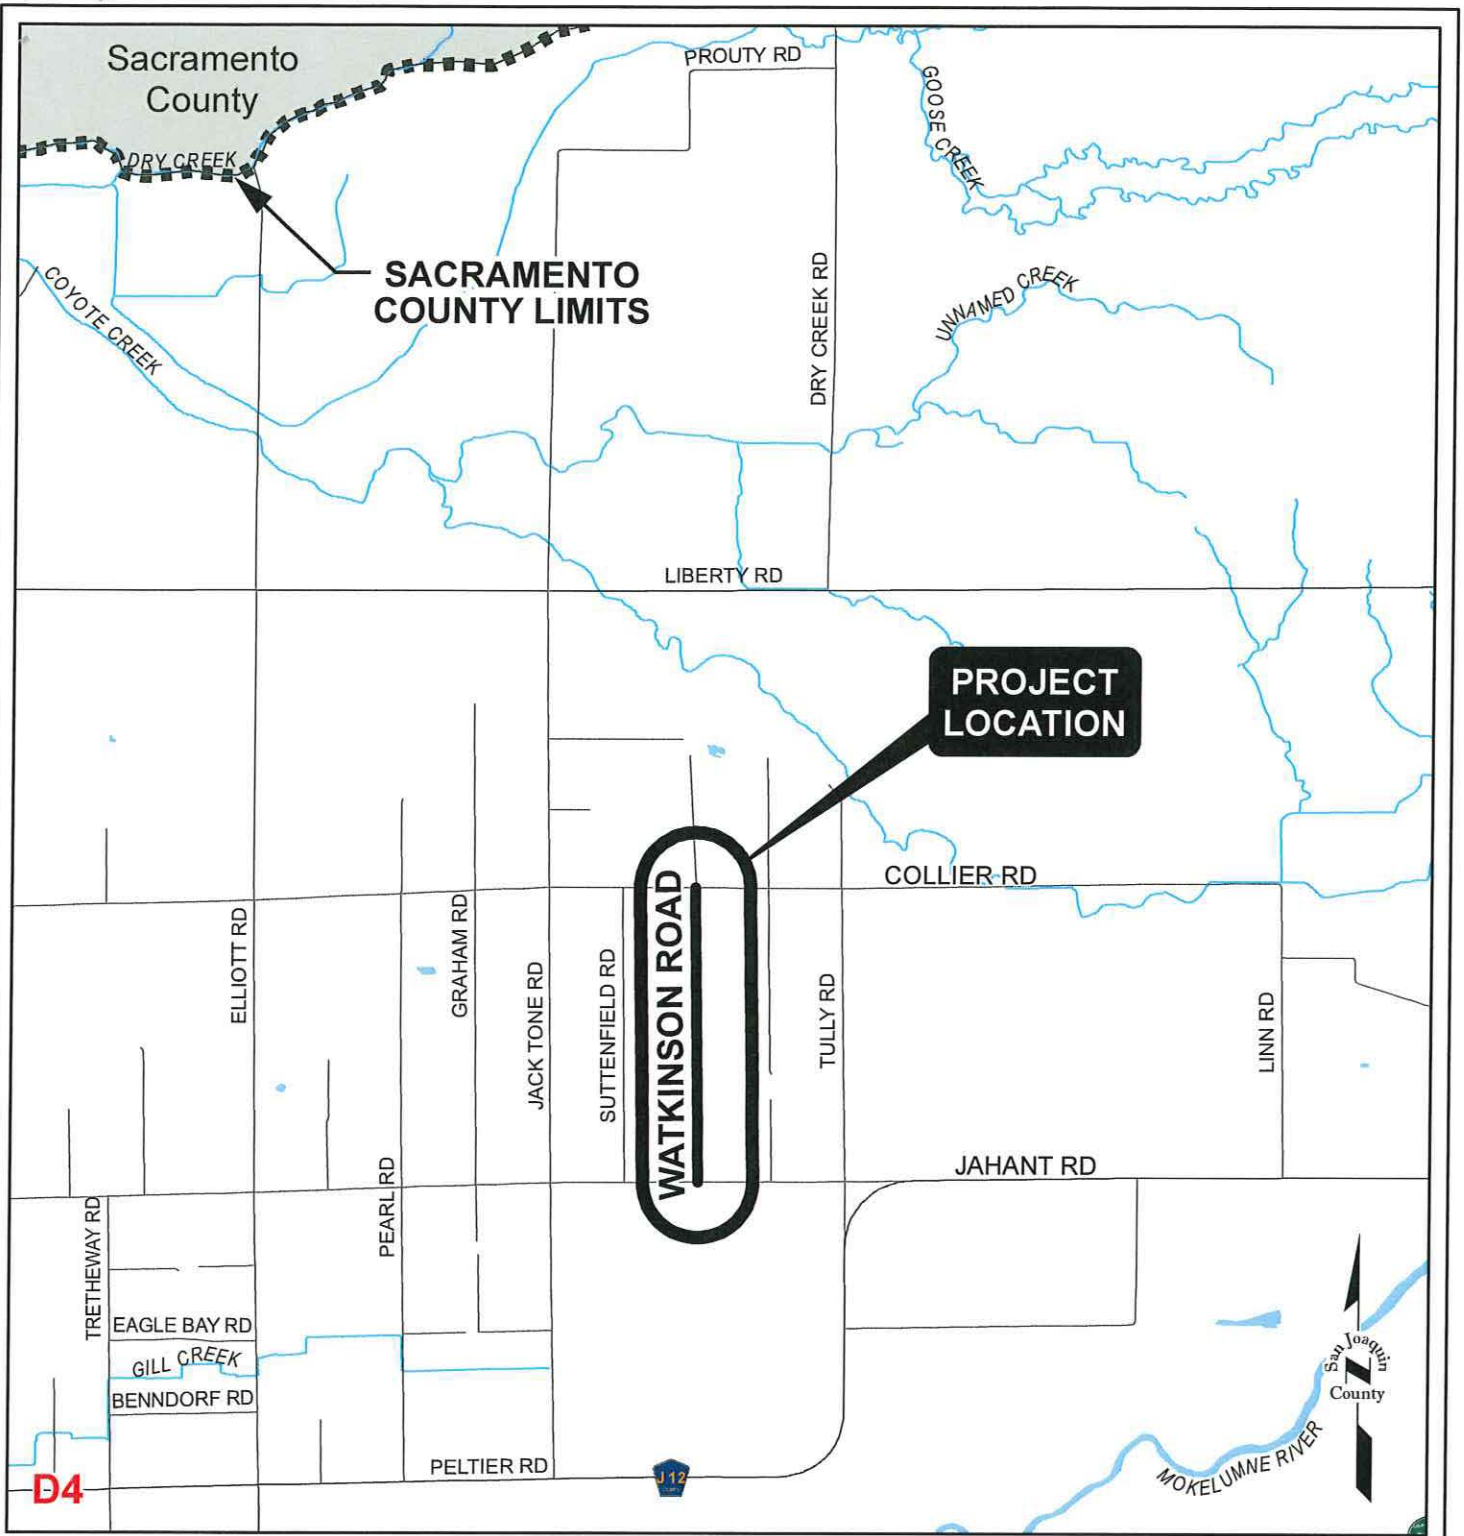 PROUTY RD
Sacramento
County
GOOSE CREEK
DRY CREEK
SACRAMENTO
COUNTY LIMITS
COYOTE CREEK
DRY CREEK RD
UNNAMED CREEK
LIBERTY RD
PROJECT
LOCATION
COLLIER RD
ELLIOTT RD
GRAHAM RD
JACK TONE RD
SUTTENFIELD RD
WATKINSON ROAD
TULLY RD
LINN RD
JAHANT RD
PEARL RD
TRETHEWAY RD
EAGLE BAY RD
GILL CREEK
BENNDORF RD
San Joaquin
N
County
MOKELUMNE RIVER
PELTIER RD
J 12
D4